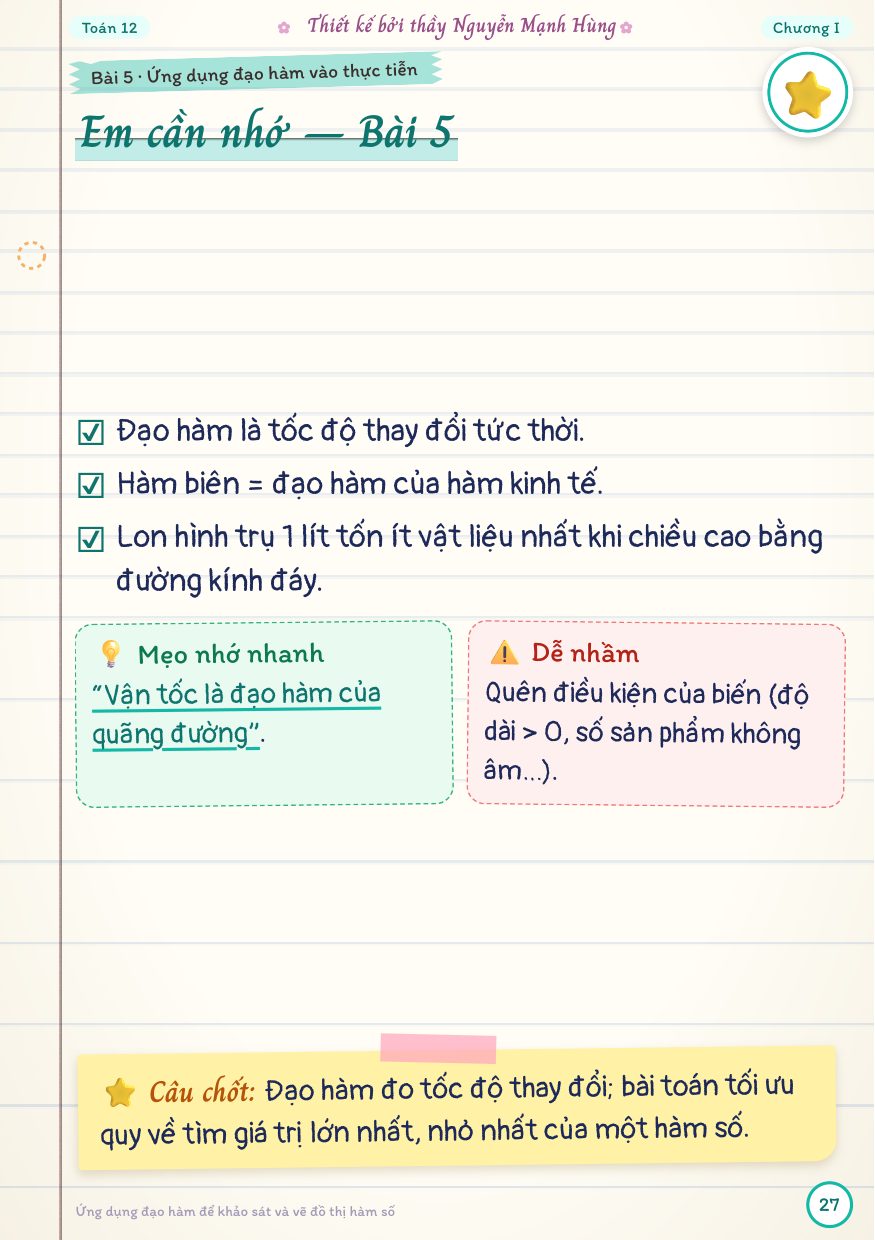 Toán 12
Thiết kế bởi thầy Nguyễn Mạnh Hùng
Chương I
Bài 5 · Ứng dụng đạo hàm vào thực tiễn
Em cần nhớ — Bài 5
Đạo hàm là tốc độ thay đổi tức thời.
Hàm biên = đạo hàm của hàm kinh tế.
Lon hình trụ 1 lít tốn ít vật liệu nhất khi chiều cao bằng
đường kính đáy.
Mẹo nhớ nhanh
“Vận tốc là đạo hàm của
quãng đường”.
Dễ nhầm
Quên điều kiện của biến (độ
dài > 0, số sản phẩm không
âm...).
Câu chốt: Đạo hàm đo tốc độ thay đổi; bài toán tối ưu
quy về tìm giá trị lớn nhất, nhỏ nhất của một hàm số.
Ứng dụng đạo hàm để khảo sát và vẽ đồ thị hàm số
27